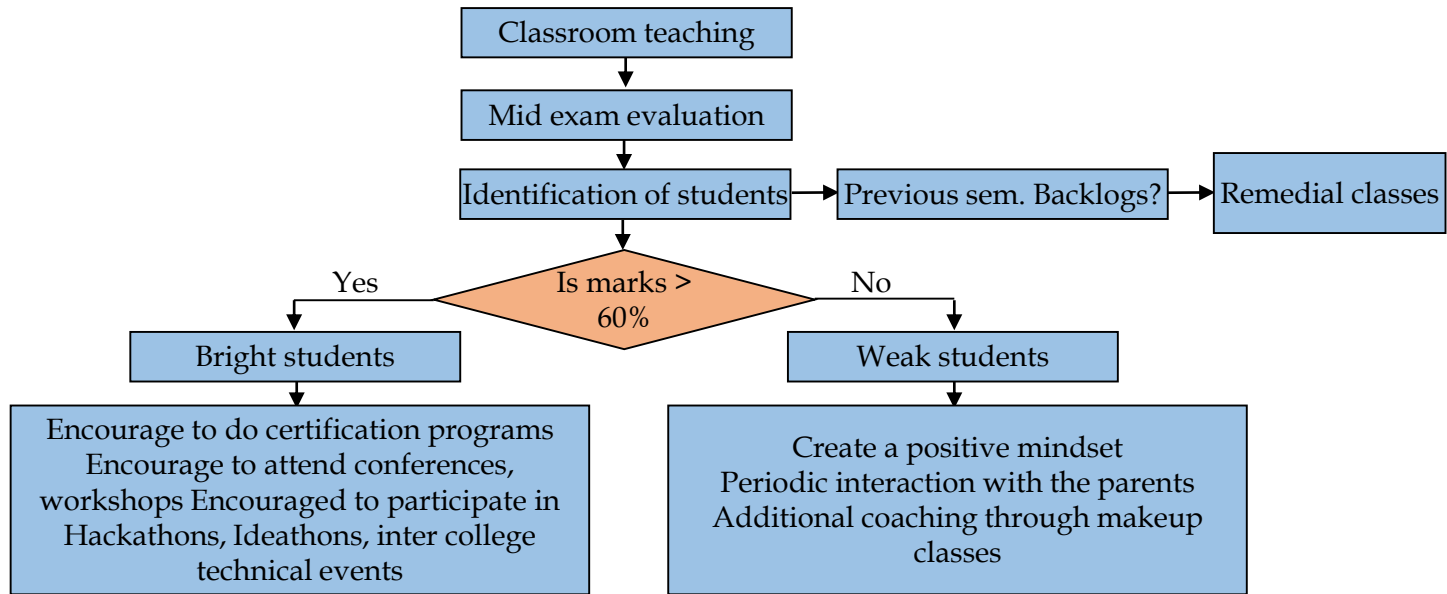 Classroom teaching
Mid exam evaluation
Identification of students
Previous sem. Backlogs?
Remedial classes
Is marks >
60%
Yes
No
Bright students
Weak students
Encourage to do certification programs
Encourage to attend conferences,
workshops Encouraged to participate in
Hackathons, Ideathons, inter college
technical events
Create a positive mindset
Periodic interaction with the parents
Additional coaching through makeup
classes